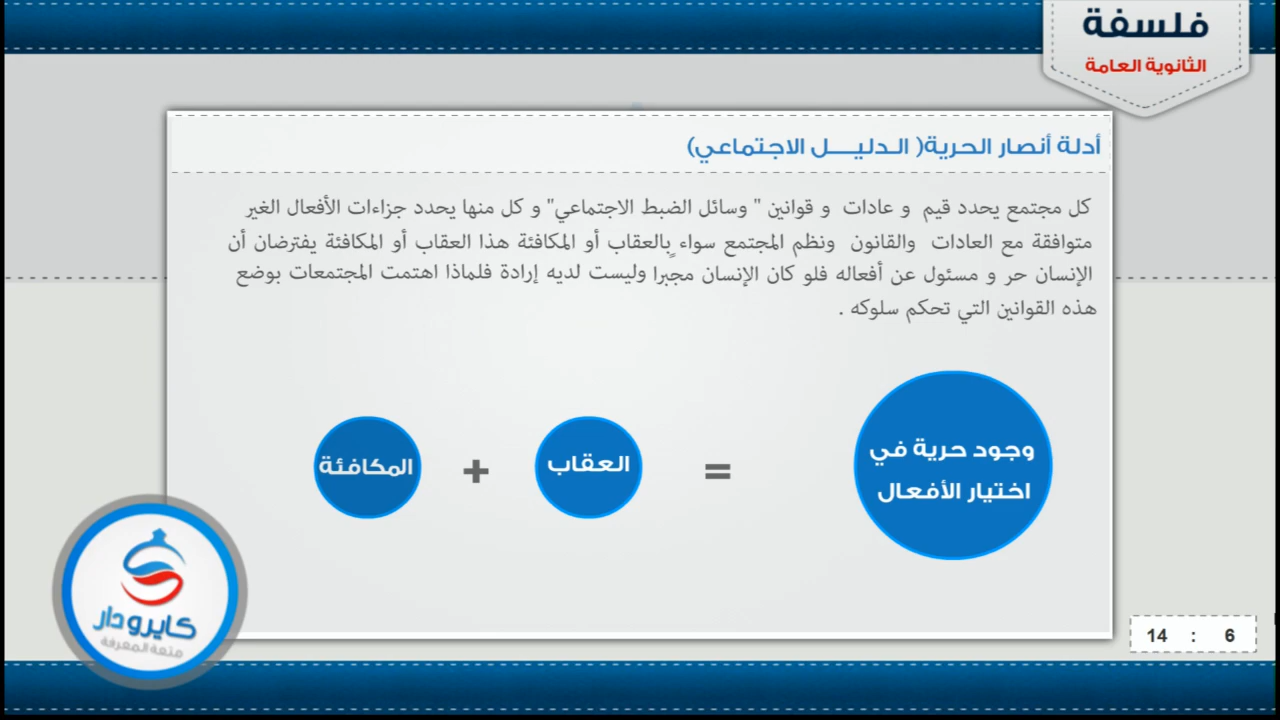 فلسفة
الثانوية العامة
أدلة أنصار الحرية( الـدليـــل الاجتماعي)
كل مجتمع يحدد قيم و عادات و قوانين " وسائل الضبط الاجتماعي" و كل منها يحدد جزاءات الأفعال الغير
متوافقة مع العادات والقانون ونظم المجتمع سواء بالعقاب أو المكافئة هذا العقاب أو المكافئة يفترضان أن
الإنسان حر و مسئول عن أفعاله فلو كان الإنسان مجبرا وليست لديه إرادة فلماذا اهتمت المجتمعات بوضع
هذه القوانين التي تحكم سلوكه .
وجود حرية في
اختيار الأفعال
=
العقاب
+
المكافئة
كايرودار
متعة المعرفة
14 : 6